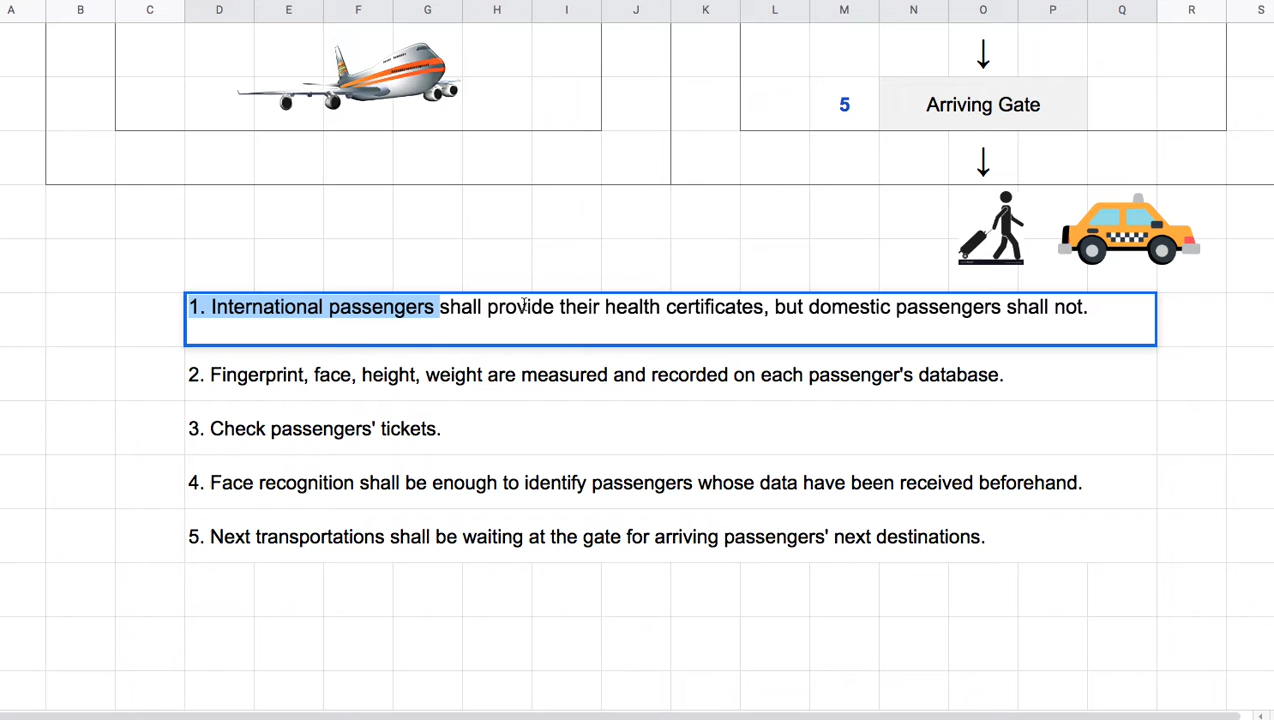 A B C D E F G H I J K L M N O P Q R S
↓
5 Arriving Gate
↓
1. International passengers shall provide their health certificates, but domestic passengers shall not.
2. Fingerprint, face, height, weight are measured and recorded on each passenger's database.
3. Check passengers' tickets.
4. Face recognition shall be enough to identify passengers whose data have been received beforehand.
5. Next transportations shall be waiting at the gate for arriving passengers' next destinations.